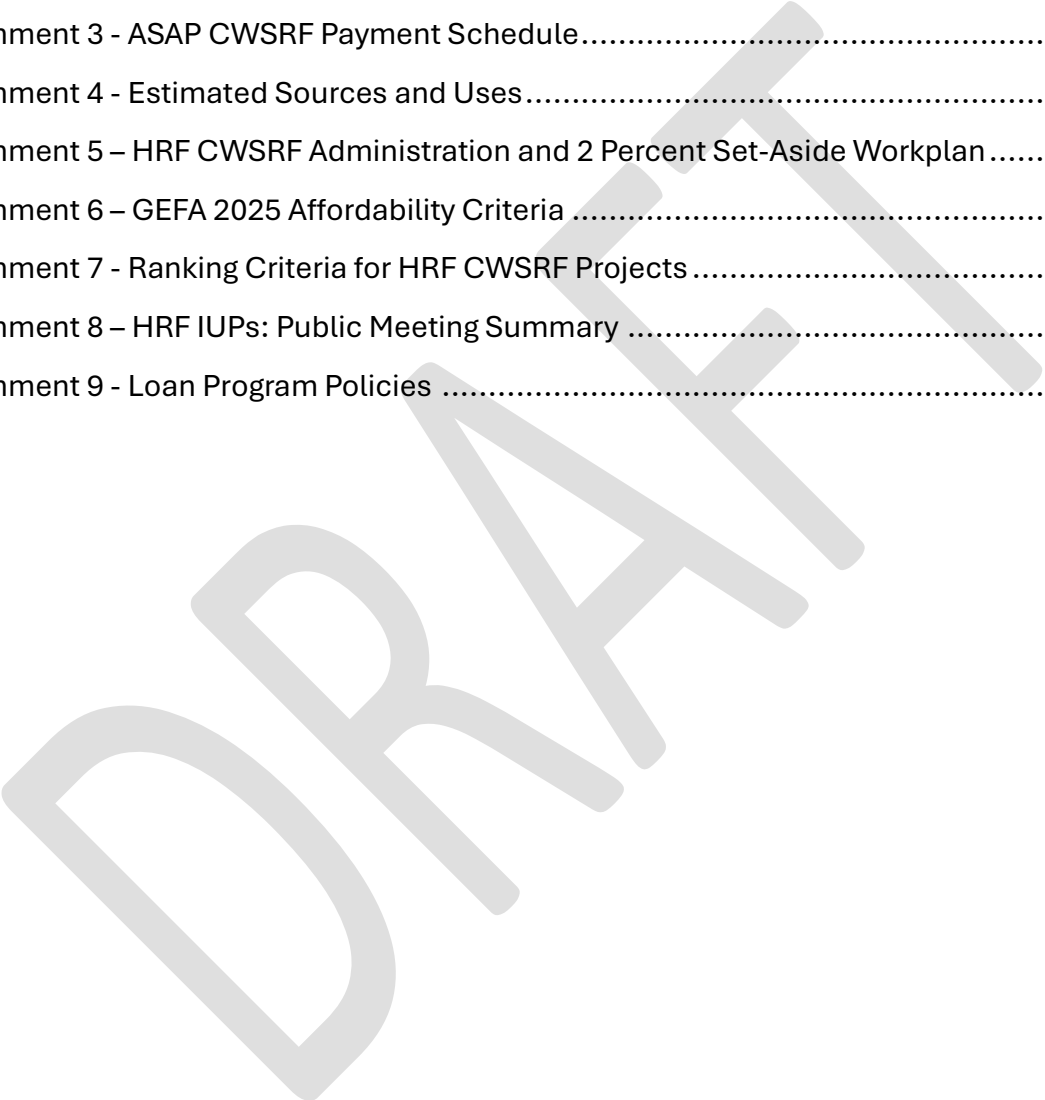 nment 3 - ASAP CWSRF Payment Schedule.......................................................
nment 4 - Estimated Sources and Uses..............................................................
nment 5 – HRF CWSRF Administration and 2 Percent Set-Aside Workplan......
nment 6 – GEFA 2025 Affordability Criteria .........................................................
nment 7 - Ranking Criteria for HRF CWSRF Projects ..........................................
nment 8 – HRF IUPs: Public Meeting Summary ..................................................
nment 9 - Loan Program Policies .........................................................................
DRAFT